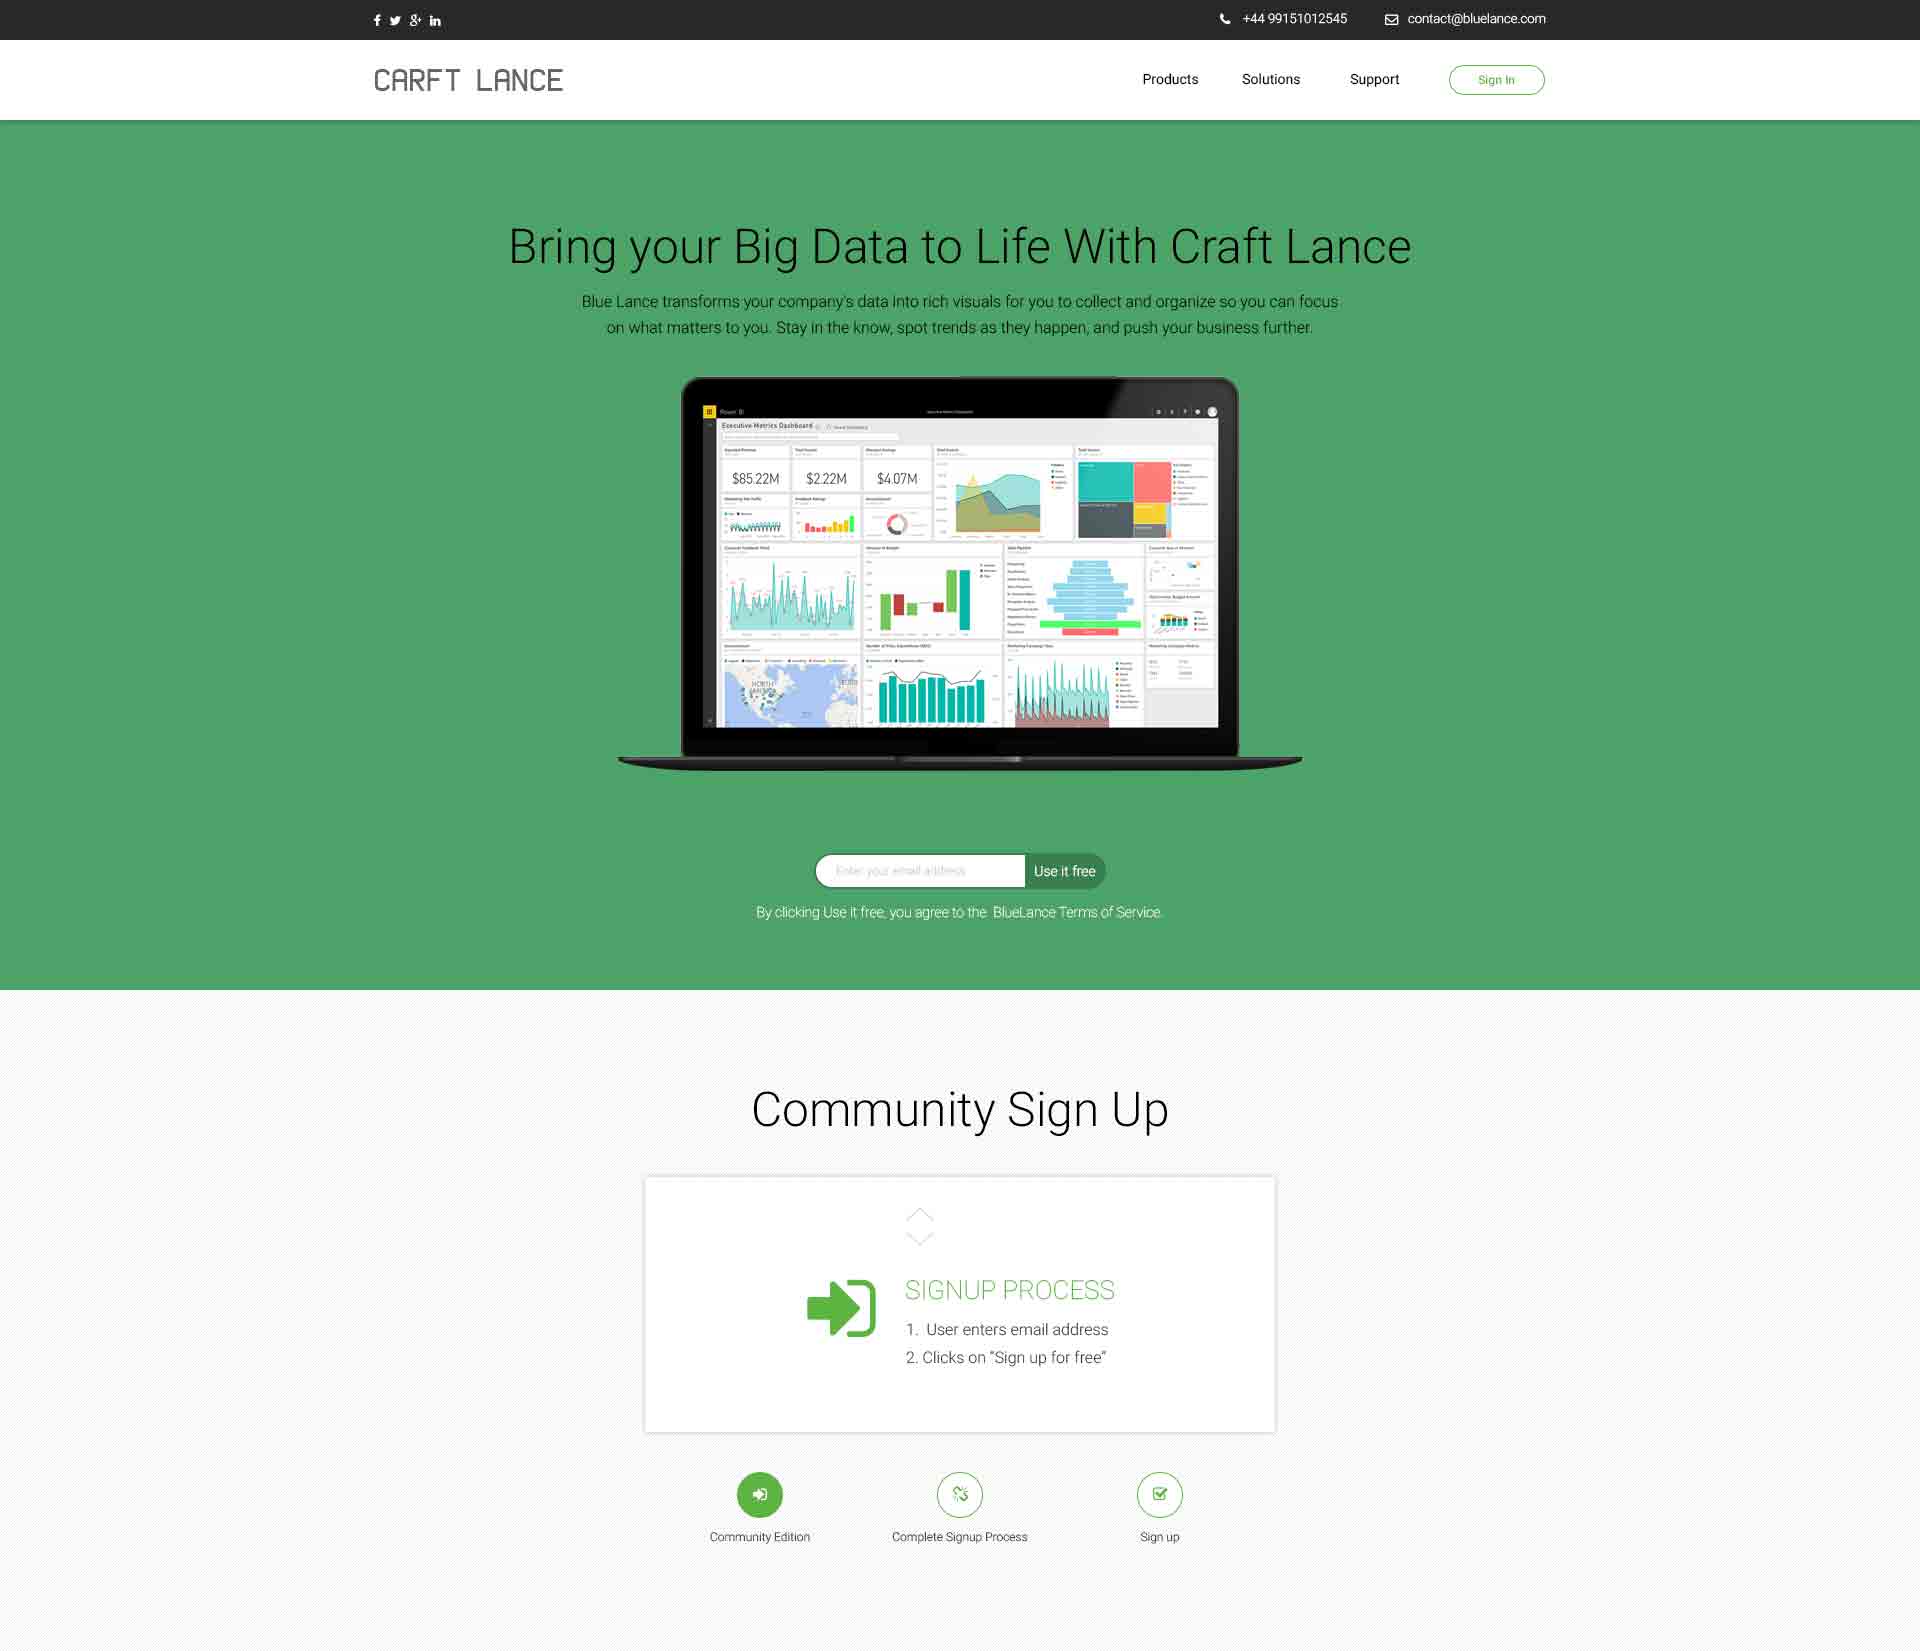 +44 99151012545
contact@bluelance.com
CARFT LANCE
Products
Solutions
Support
Sign In
Bring your Big Data to Life With Craft Lance
Blue Lance transforms your company's data into rich visuals for you to collect and organize so you can focus
on what matters to you. Stay in the know, spot trends as they happen, and push your business further.
Power BI
Executive Metrics Dashboard
$85.22M
$2.22M
$4.07M
NORTH
AMERICA
Enter your email address
Use it free
By clicking Use it free, you agree to the BlueLance Terms of Service.
Community Sign Up
SIGNUP PROCESS
1. User enters email address
2. Clicks on “Sign up for free”
Community Edition
Complete Signup Process
Sign up